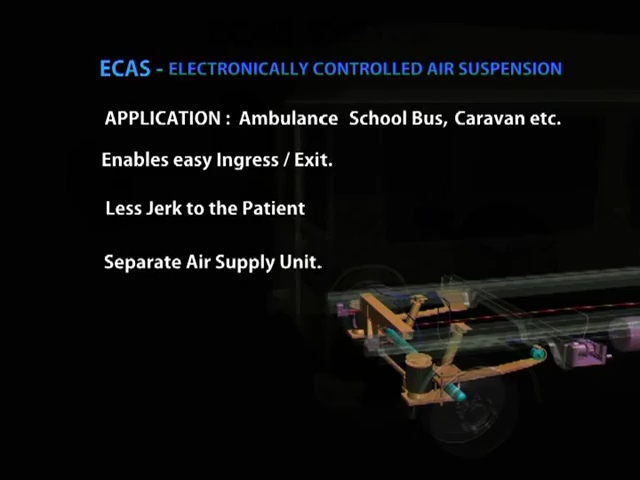 ECAS - ELECTRONICALLY CONTROLLED AIR SUSPENSION
APPLICATION : Ambulance School Bus, Caravan etc.
Enables easy Ingress / Exit.
Less Jerk to the Patient
Separate Air Supply Unit.